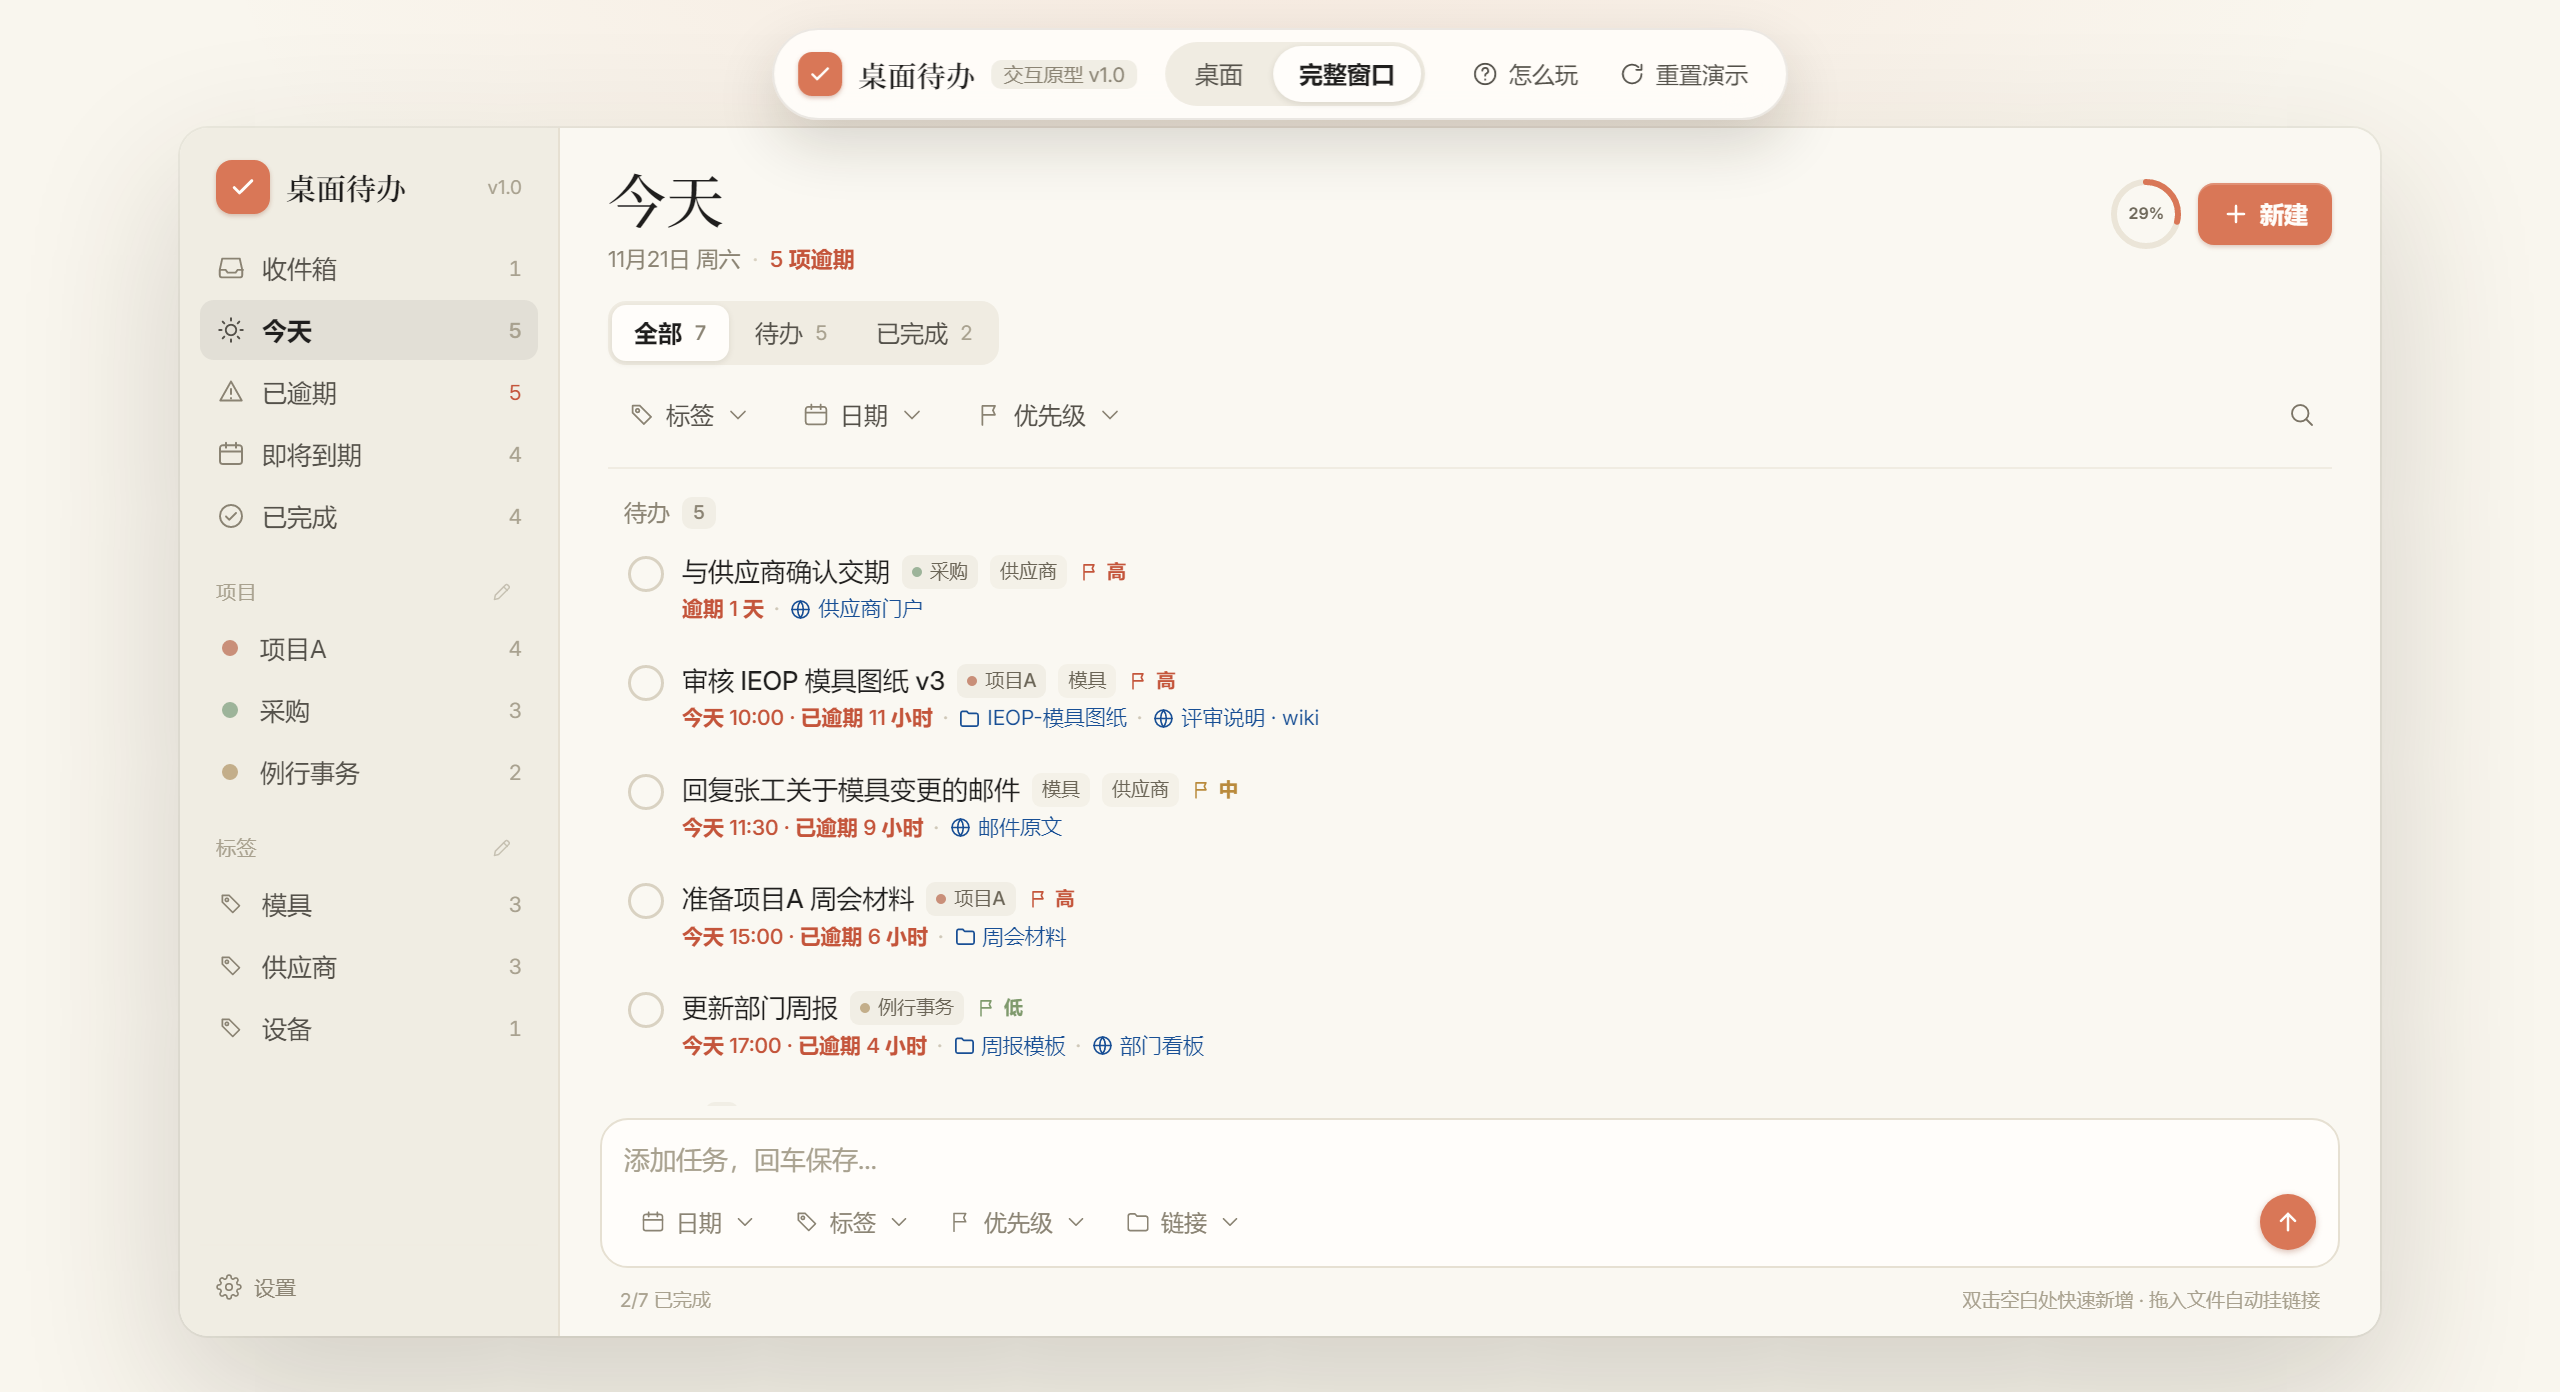 桌面待办 交互原型 v1.0 桌面 完整窗口 怎么玩 重置演示
桌面待办 v1.0
收件箱 1
今天 5
已逾期 5
即将到期 4
已完成 4
项目
项目A 4
采购 3
例行事务 2
标签
模具 3
供应商 3
设备 1
设置
今天
11月21日 周六 · 5 项逾期
29%
新建
全部 7 待办 5 已完成 2
标签 日期 优先级
待办 5
与供应商确认交期 采购 供应商 高
逾期 1 天 · 供应商门户
审核 IEOP 模具图纸 v3 项目A 模具 高
今天 10:00 · 已逾期 11 小时 · IEOP-模具图纸 · 评审说明 · wiki
回复张工关于模具变更的邮件 模具 供应商 中
今天 11:30 · 已逾期 9 小时 · 邮件原文
准备项目A 周会材料 项目A 高
今天 15:00 · 已逾期 6 小时 · 周会材料
更新部门周报 例行事务 低
今天 17:00 · 已逾期 4 小时 · 周报模板 · 部门看板
添加任务，回车保存...
日期 标签 优先级 链接
2/7 已完成
双击空白处快速新增 · 拖入文件自动挂链接